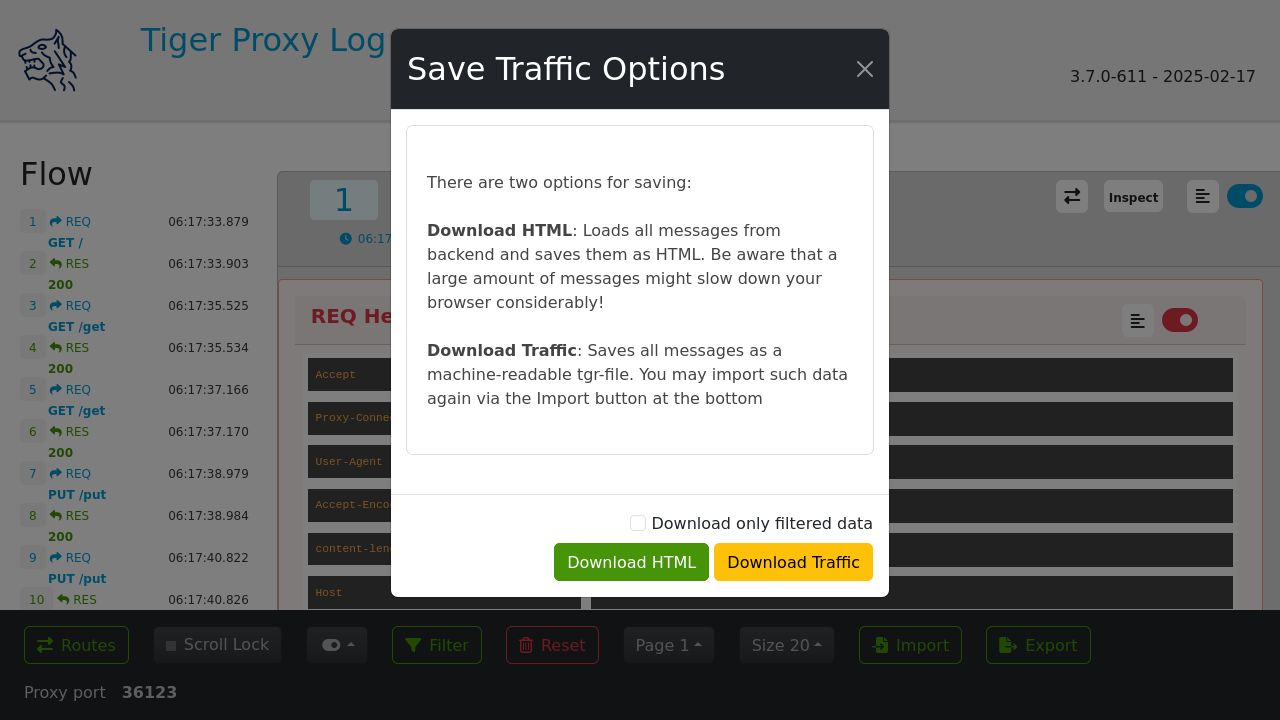 Tiger Proxy Log
3.7.0-611 - 2025-02-17
Save Traffic Options
There are two options for saving:
Download HTML: Loads all messages from
backend and saves them as HTML. Be aware that a
large amount of messages might slow down your
browser considerably!
Download Traffic: Saves all messages as a
machine-readable tgr-file. You may import such data
again via the Import button at the bottom
Download only filtered data
Download HTML
Download Traffic
Flow
1 REQ 06:17:33.879
GET /
2 RES 06:17:33.903
200
3 REQ 06:17:35.525
GET /get
4 RES 06:17:35.534
200
5 REQ 06:17:37.166
GET /get
6 RES 06:17:37.170
200
7 REQ 06:17:38.979
PUT /put
8 RES 06:17:38.984
200
9 REQ 06:17:40.822
PUT /put
10 RES 06:17:40.826
1
Inspect
06:17
REQ He
Accept
Proxy-Conne
User-Agent
Accept-Enco
content-len
Host
Routes
Scroll Lock
Filter
Reset
Page 1
Size 20
Import
Export
Proxy port 36123